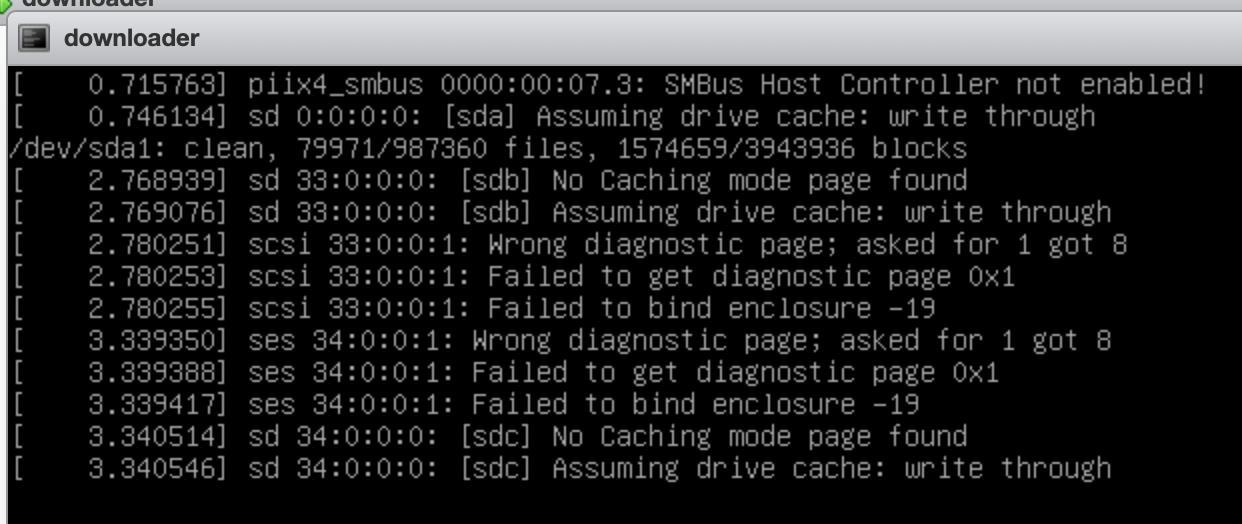 downloader
downloader
[    0.715763] piix4_smbus 0000:00:07.3: SMBus Host Controller not enabled!
[    0.746134] sd 0:0:0:0: [sda] Assuming drive cache: write through
/dev/sda1: clean, 79971/987360 files, 1574659/3943936 blocks
[    2.768939] sd 33:0:0:0: [sdb] No Caching mode page found
[    2.769076] sd 33:0:0:0: [sdb] Assuming drive cache: write through
[    2.780251] scsi 33:0:0:1: Wrong diagnostic page; asked for 1 got 8
[    2.780253] scsi 33:0:0:1: Failed to get diagnostic page 0x1
[    2.780255] scsi 33:0:0:1: Failed to bind enclosure -19
[    3.339350] ses 34:0:0:1: Wrong diagnostic page; asked for 1 got 8
[    3.339388] ses 34:0:0:1: Failed to get diagnostic page 0x1
[    3.339417] ses 34:0:0:1: Failed to bind enclosure -19
[    3.340514] sd 34:0:0:0: [sdc] No Caching mode page found
[    3.340546] sd 34:0:0:0: [sdc] Assuming drive cache: write through